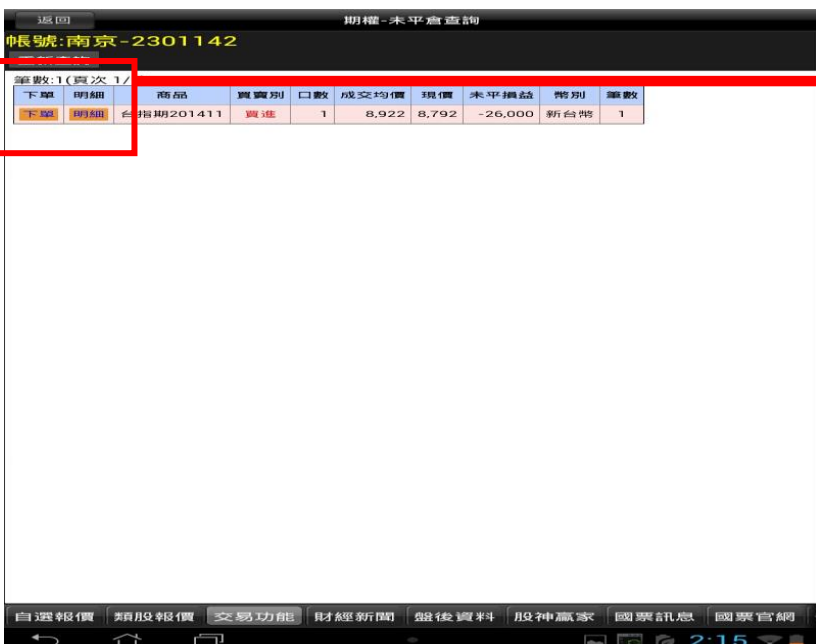 返回 期權-未平倉查詢
帳號:南京-2301142
筆數:1(頁次 1/
下單 明細 商品 買賣別 口數 成交均價 現價 未平損益 幣別 筆數
下單 明細 台指期201411 買進 1 8,922 8,792 -26,000 新台幣 1
自選報價 類股報價 交易功能 財經新聞 盤後資料 股神贏家 國票訊息 國票官網
2:15